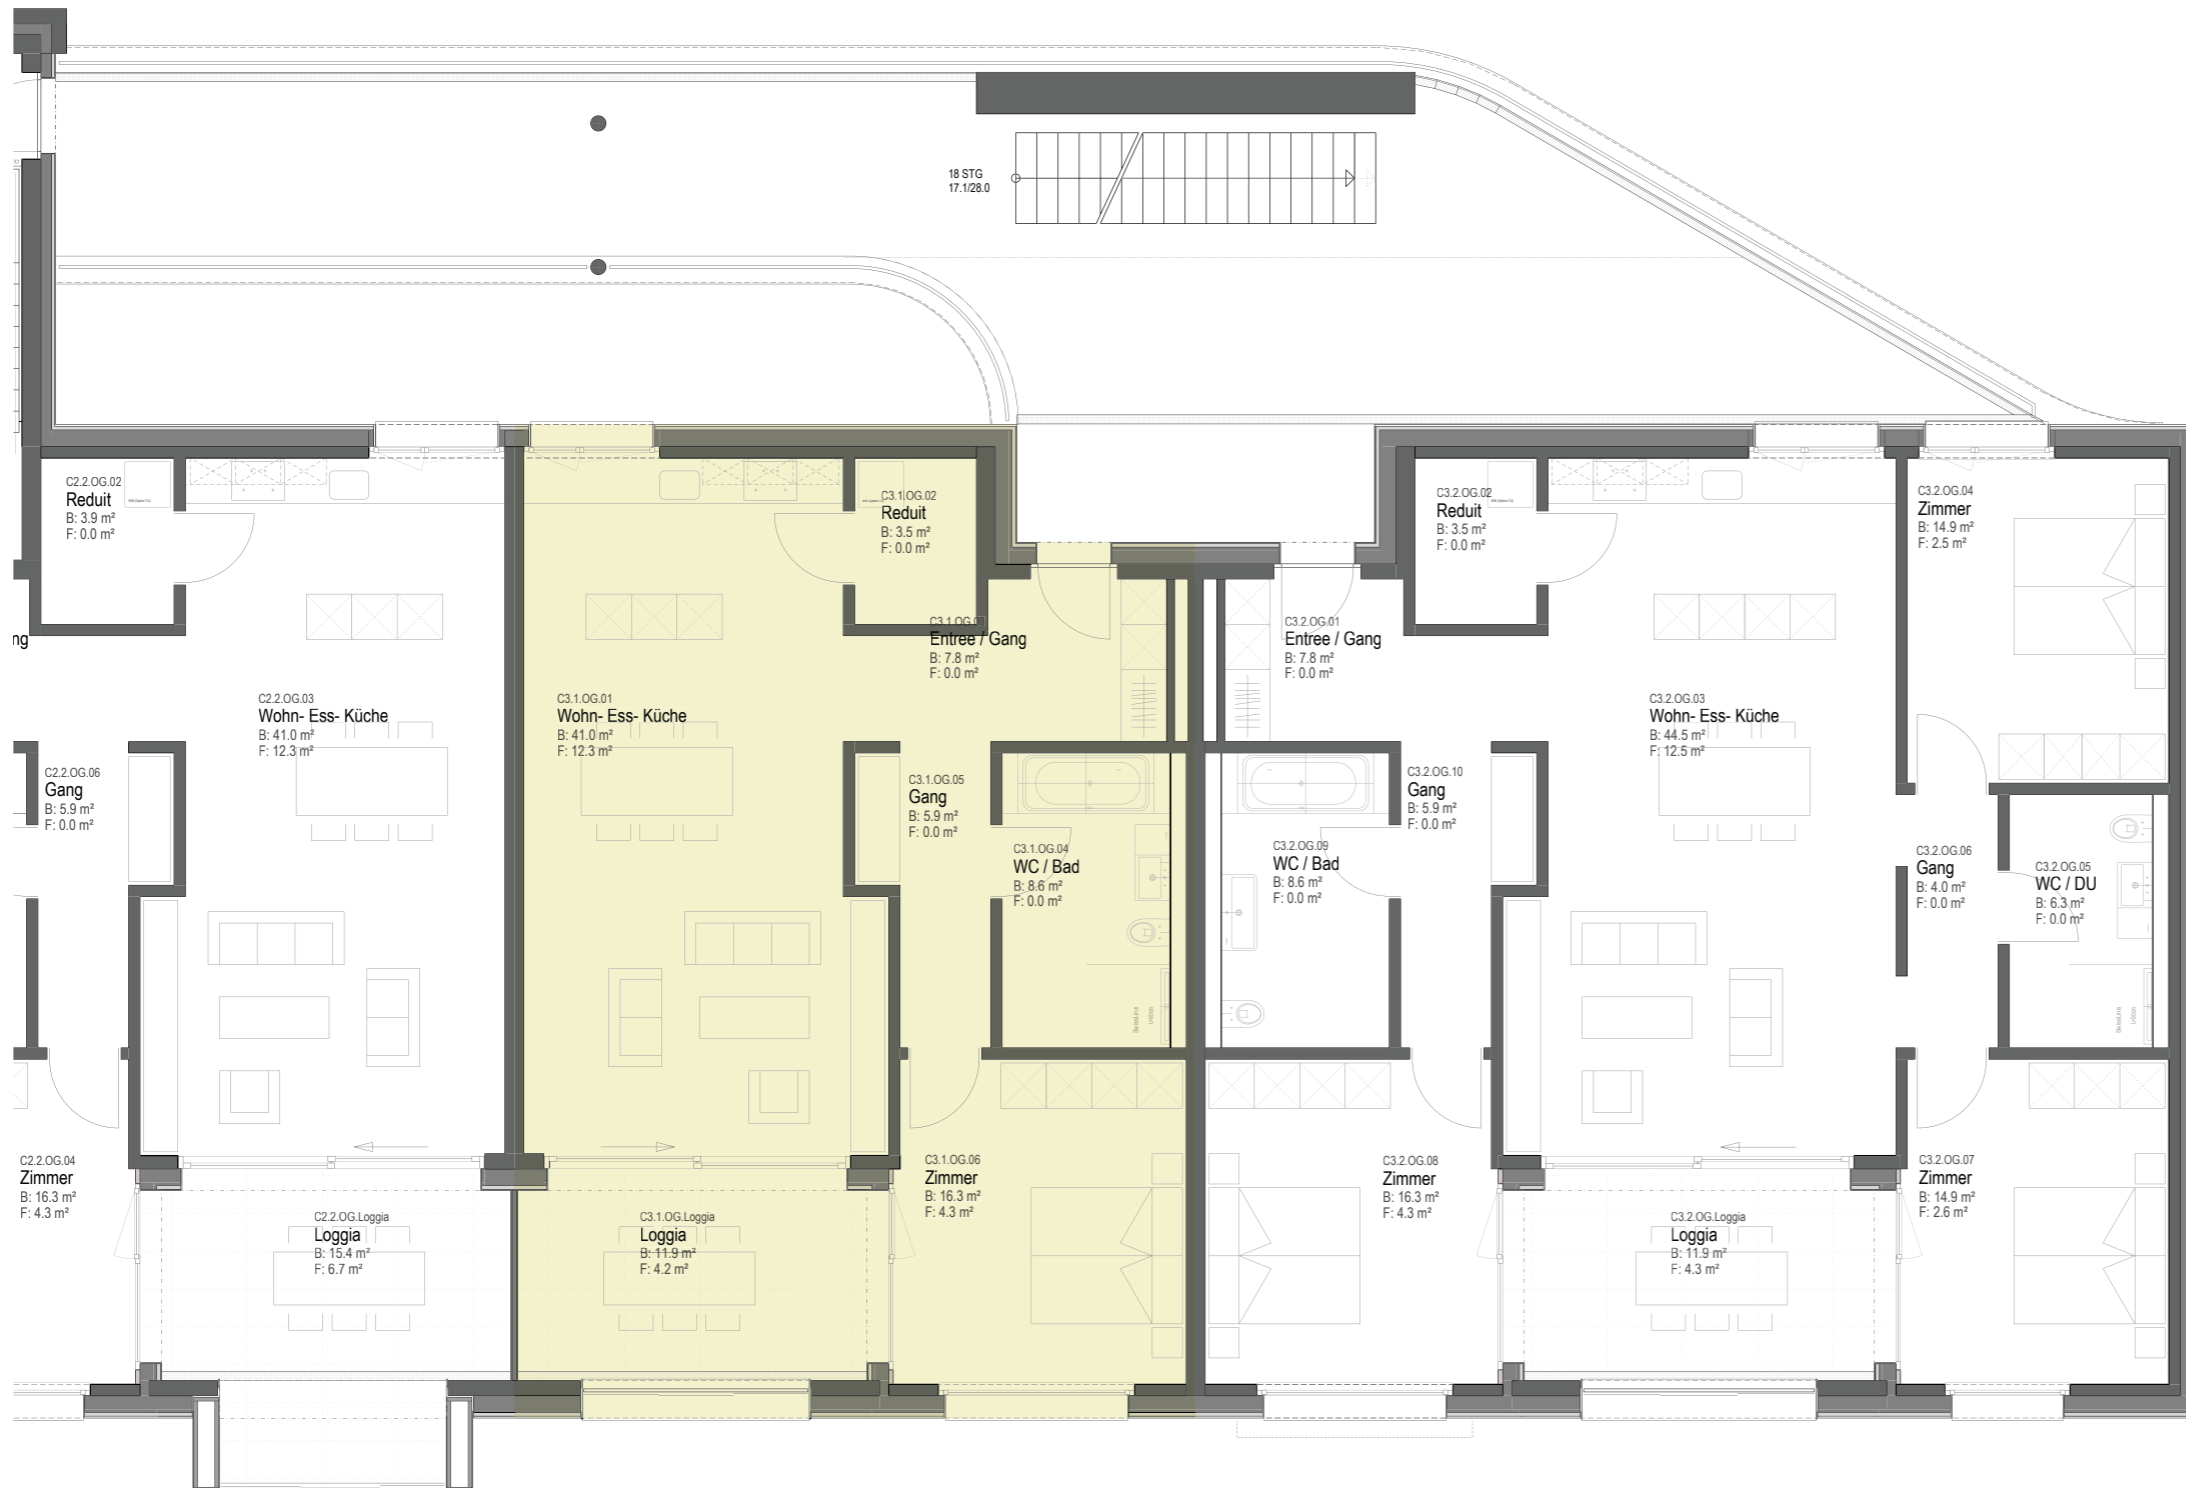 18 STG
17.1/28.0
C2.2.OG.02
Reduit
B: 3.9 m²
F: 0.0 m²
C3.1.OG.02
Reduit
B: 3.5 m²
F: 0.0 m²
C3.2.OG.02
Reduit
B: 3.5 m²
F: 0.0 m²
C3.2.OG.04
Zimmer
B: 14.9 m²
F: 2.5 m²
ng
Entree / Gang
B: 7.8 m²
F: 0.0 m²
C3.2.OG.01
Entree / Gang
B: 7.8 m²
F: 0.0 m²
C2.2.OG.03
Wohn- Ess- Küche
B: 41.0 m²
F: 12.3 m²
C3.1.OG.01
Wohn- Ess- Küche
B: 41.0 m²
F: 12.3 m²
C3.2.OG.03
Wohn- Ess- Küche
B: 44.5 m²
F: 12.5 m²
C2.2.OG.06
Gang
B: 5.9 m²
F: 0.0 m²
C3.1.OG.05
Gang
B: 5.9 m²
F: 0.0 m²
C3.2.OG.10
Gang
B: 5.9 m²
F: 0.0 m²
C3.1.OG.04
WC / Bad
B: 8.6 m²
F: 0.0 m²
C3.2.OG.09
WC / Bad
B: 8.6 m²
F: 0.0 m²
C3.2.OG.06
Gang
B: 4.0 m²
F: 0.0 m²
C3.2.OG.05
WC / DU
B: 6.3 m²
F: 0.0 m²
C2.2.OG.04
Zimmer
B: 16.3 m²
F: 4.3 m²
C3.1.OG.06
Zimmer
B: 16.3 m²
F: 4.3 m²
C3.2.OG.08
Zimmer
B: 16.3 m²
F: 4.3 m²
C3.2.OG.07
Zimmer
B: 14.9 m²
F: 2.6 m²
C2.2.OG.Loggia
Loggia
B: 15.4 m²
F: 6.7 m²
C3.1.OG.Loggia
Loggia
B: 11.9 m²
F: 4.2 m²
C3.2.OG.Loggia
Loggia
B: 11.9 m²
F: 4.3 m²